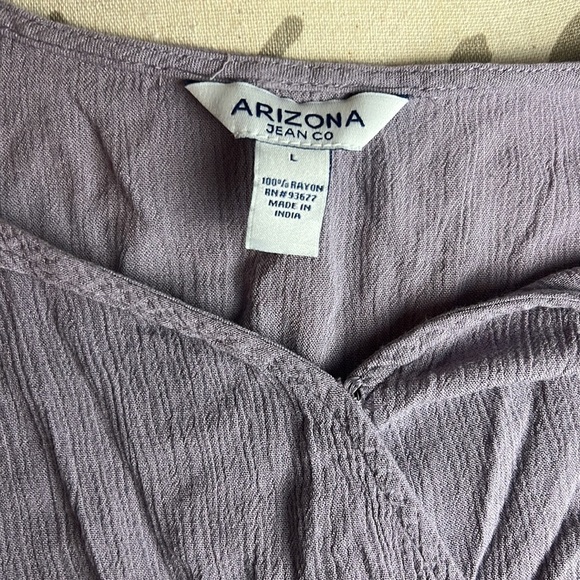 ARIZONA
JEAN CO
L
100% RAYON
RN#93677
MADE IN
INDIA